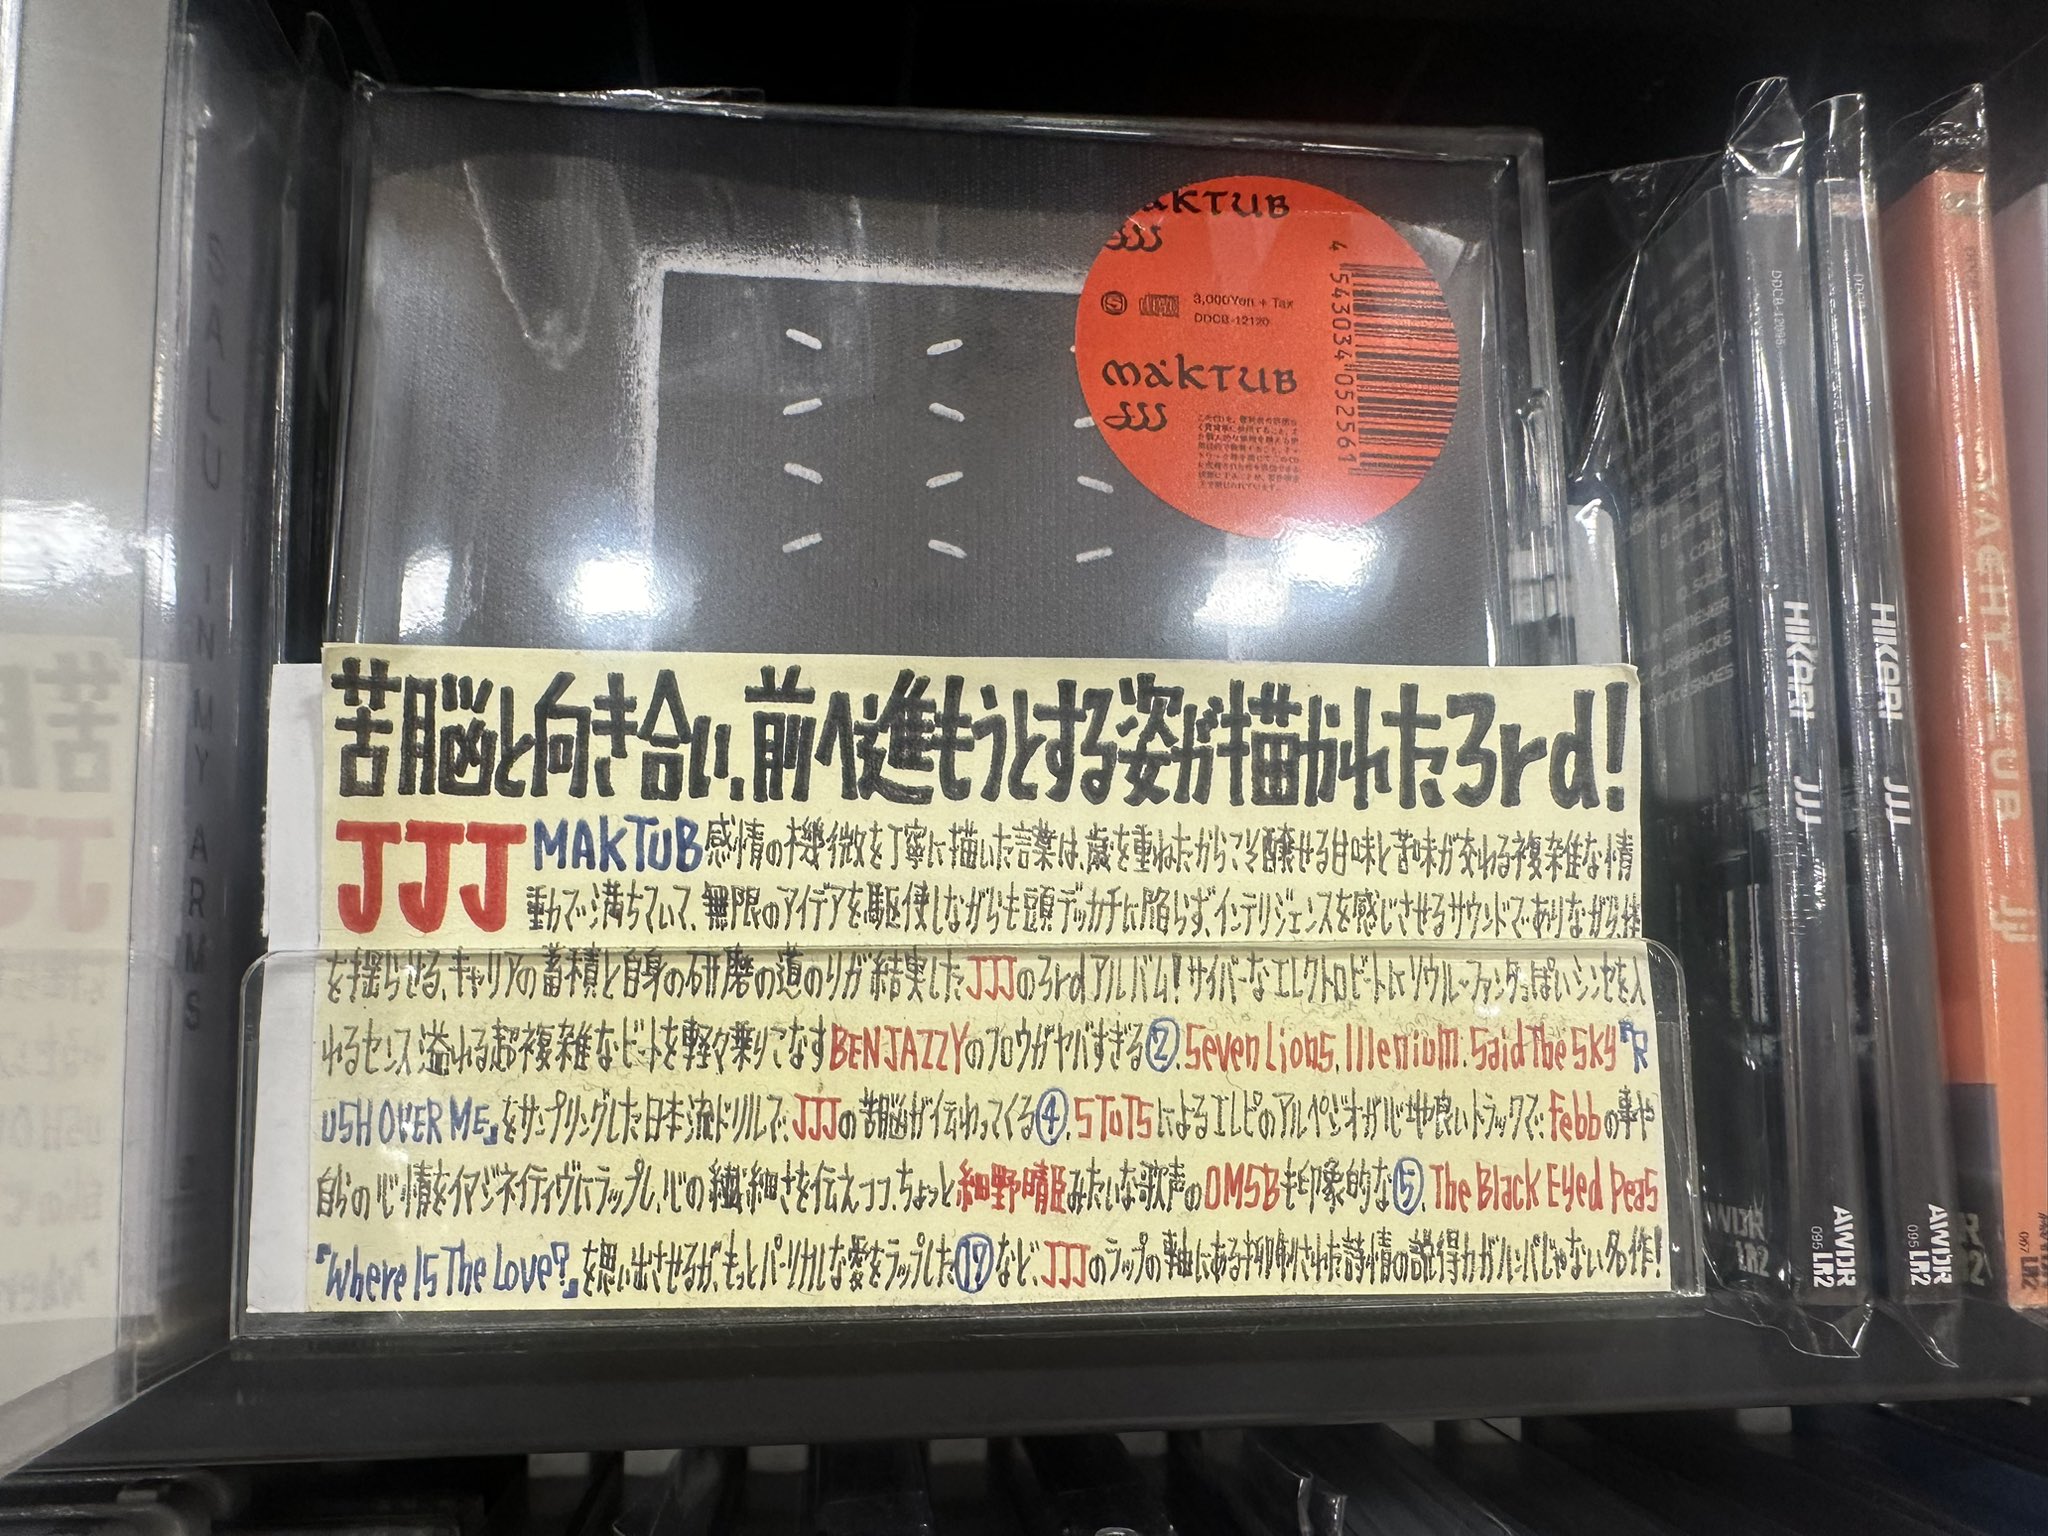 SALU IN MY ARMS
MAKTUB
JJJ
3,000Yen + Tax
DDCB-12120
MAKTUB
JJJ
4 543034 052561
苦脳と向き合い、前へ進もうとする姿が描かれた3rd!
JJJ MAKTUB 感情の機微を丁寧に描いた言葉は、歳を重ねたからこそ醸せる甘味と苦味が交わる複雑な情
動で満ちていて、無限のアイデアを駆使しながらも頭デッカチに陥らず、インテリジェンスを感じさせるサウンドでありながら、体
を揺らせる、キャリアの蓄積と自身の研磨の道のりが結実したJJJの3rdアルバム!サイバーなエレクトロビートにソウル〜ファンクっぽいシンセを入
れるセンス溢れる超複雑なビートを軽々乗りこなすBENJAZZYのフロウがヤバすぎる②、Seven Lions, Illenium, Said The Sky『R
USH OVER ME』をサンプリングした日本流ドリルで、JJJの苦脳が伝わってくる④、STUTSによるエレピのアルペジオが心地良いトラックで、Febbの事や
自らの心情をイマジネイティヴにラップし、心の繊細さを伝えつつ、ちょっと細野晴臣みたいな歌声のOMSBも印象的な⑤、The Black Eyed Peas
『Where Is The Love?』を思い出させるが、もっとパーソナルな愛をラップした⑰など、JJJのラップの軸にある抑制された詩情の説得力がハンパじゃない名作!
HIKARI JJJ
AWDR
LR2
HIKARI JJJ
AWDR
LR2
MAKTUB JJJ
LR2